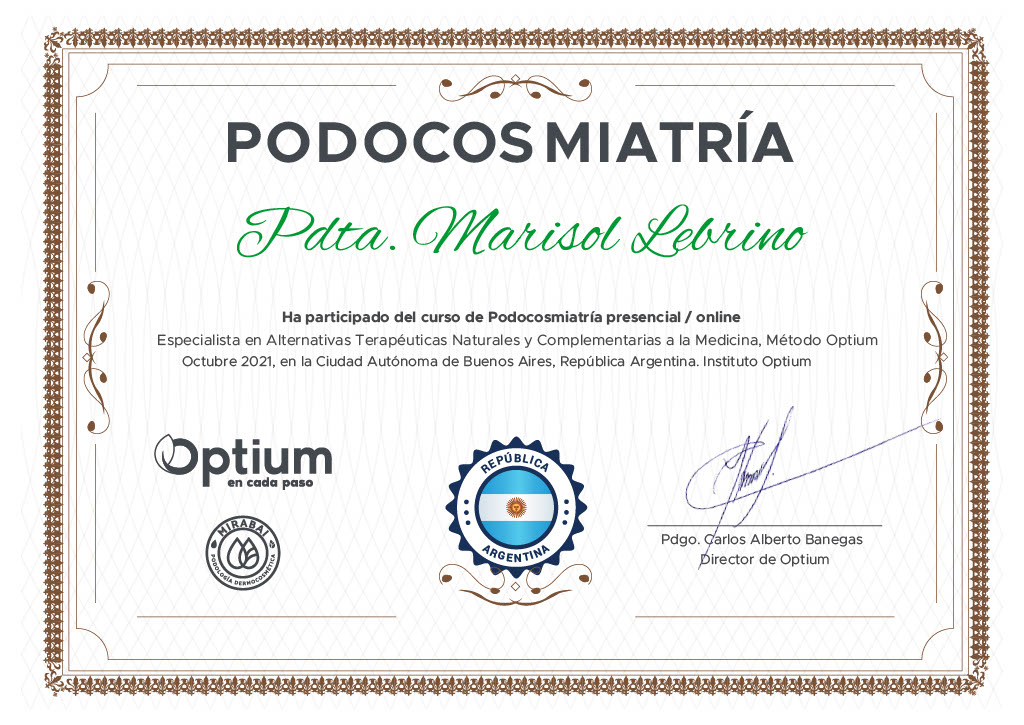 PODOCOSMIATRÍA
Pdta. Marisol Lebrino
Ha participado del curso de Podocosmiatría presencial / online
Especialista en Alternativas Terapéuticas Naturales y Complementarias a la Medicina, Método Optium
Octubre 2021, en la Ciudad Autónoma de Buenos Aires, República Argentina. Instituto Optium
Optium
en cada paso
MIRABAI
PODOLOGÍA DERMOCOSMÉTICA
REPÚBLICA
ARGENTINA
Pdgo. Carlos Alberto Banegas
Director de Optium